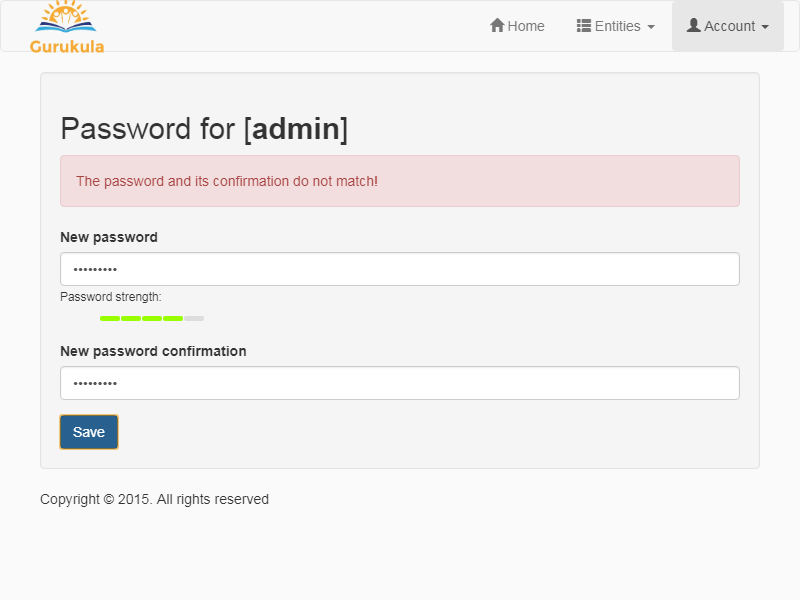 Gurukula
Home
Entities
Account
Password for [admin]
The password and its confirmation do not match!
New password
•••••••••
Password strength:
New password confirmation
•••••••••
Save
Copyright © 2015. All rights reserved